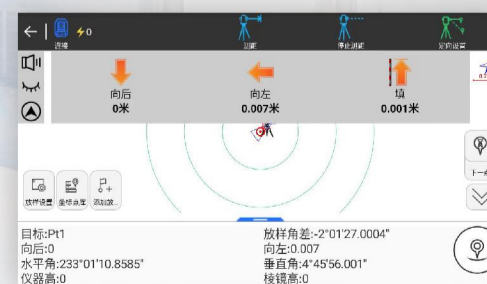 0
连接
测距
停止测距
定向设置
向后
0米
向左
0.007米
填
0.001米
放样设置
坐标点库
添加放...
下一点
目标:Pt1
放样角差:-2°01'27.0004"
向后:0
向左:0.007
水平角:233°01'10.8585"
垂直角:4°45'56.001"
仪器高:0
棱镜高:0